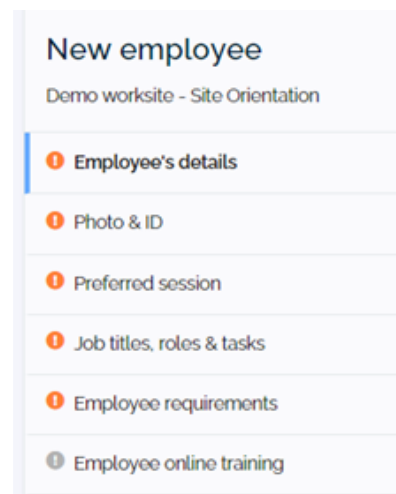 New employee
Demo worksite - Site Orientation
Employee's details
Photo & ID
Preferred session
Job titles, roles & tasks
Employee requirements
Employee online training